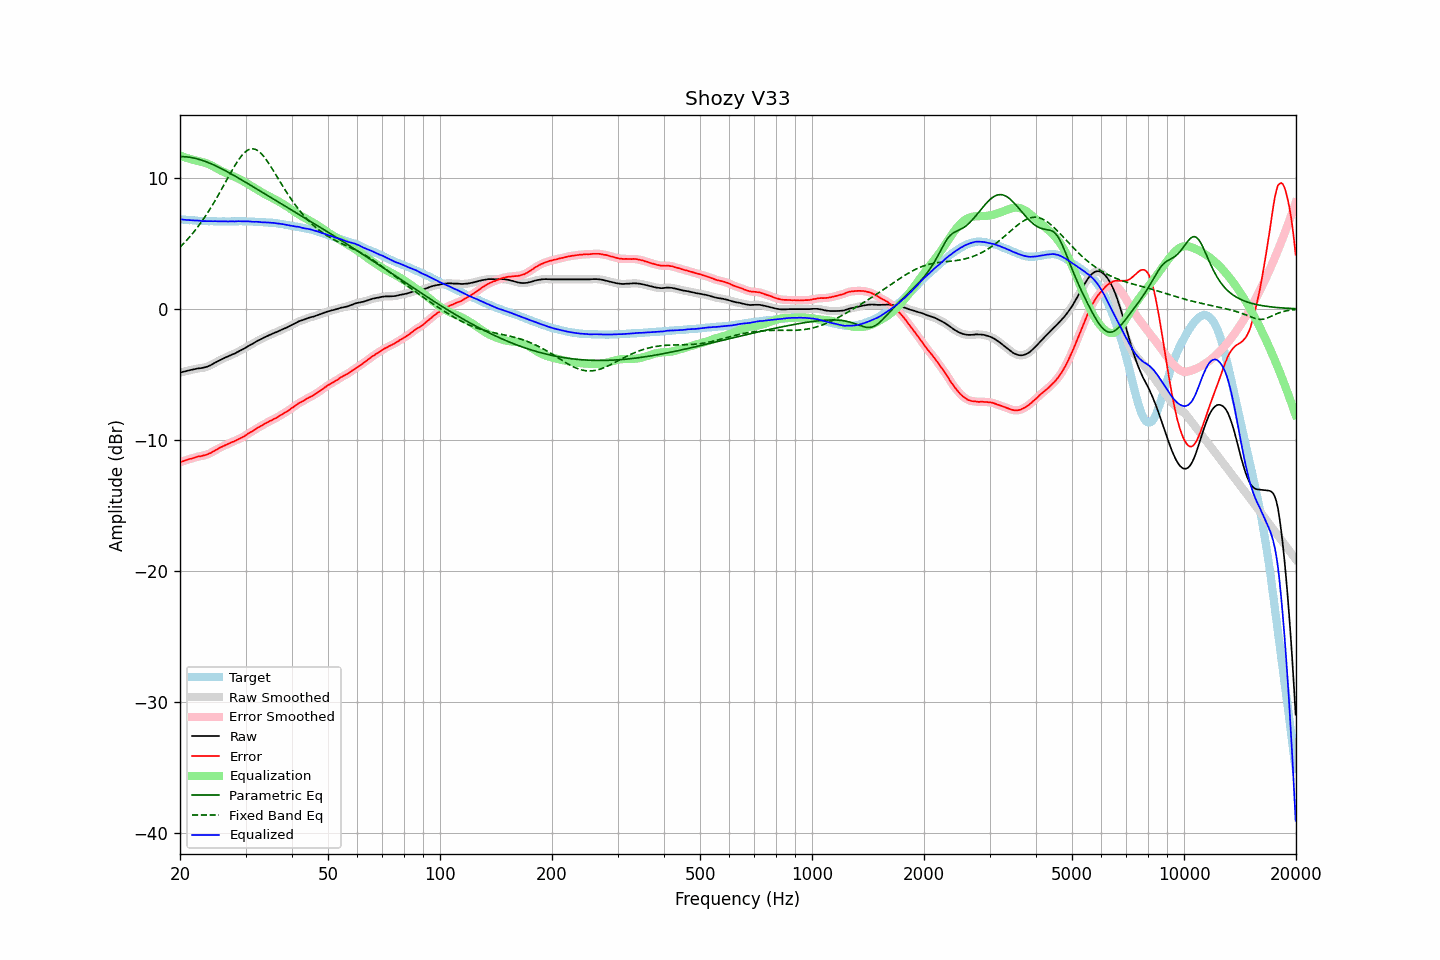 Shozy V33
10
0
−10
−20
−30
−40
Amplitude (dBr)
Target
Raw Smoothed
Error Smoothed
Raw
Error
Equalization
Parametric Eq
Fixed Band Eq
Equalized
20 50 100 200 500 1000 2000 5000 10000 20000
Frequency (Hz)